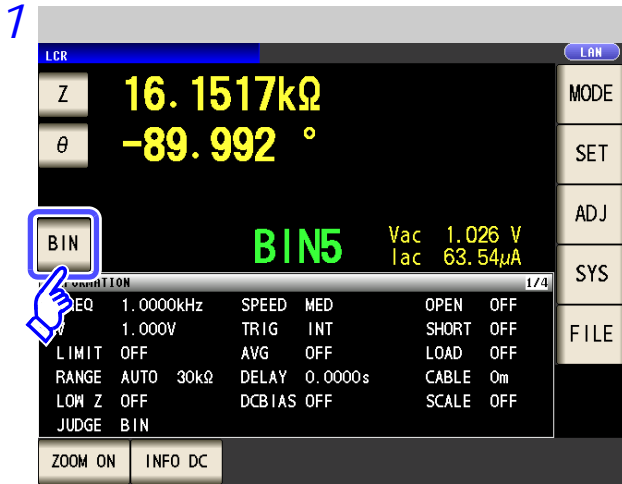 1
LCR LAN
Z 16.1517kΩ MODE
θ -89.992 ° SET
ADJ
BIN BIN5 Vac 1.026 V
Iac 63.54µA
SYS
1/4
1.0000kHz SPEED MED OPEN OFF
V 1.000V TRIG INT SHORT OFF
FILE
LIMIT OFF AVG OFF LOAD OFF
RANGE AUTO 30kΩ DELAY 0.0000s CABLE 0m
LOW Z OFF DCBIAS OFF SCALE OFF
JUDGE BIN
ZOOM ON INFO DC